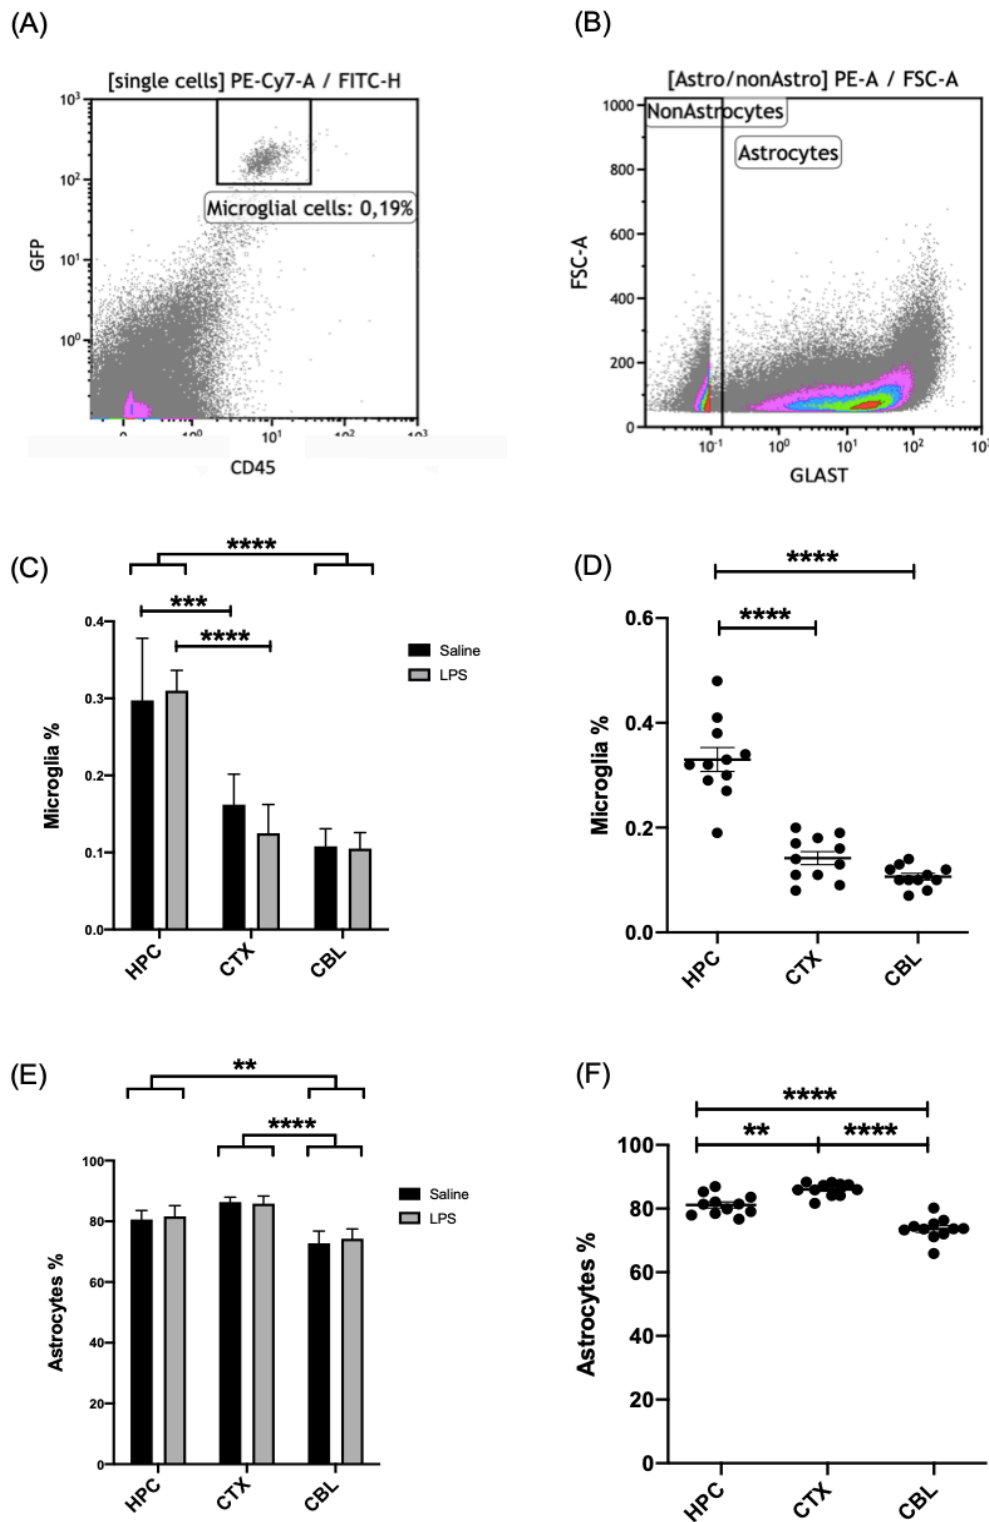 (A)
[single cells] PE-Cy7-A / FITC-H
10³
10²
10¹
10⁰
GFP
Microglial cells: 0,19%
0
10⁰
10¹
10²
10³
CD45
(B)
[Astro/nonAstro] PE-A / FSC-A
1000
800
600
400
200
0
FSC-A
NonAstrocytes
Astrocytes
10⁻¹
10⁰
10¹
10²
10³
GLAST
(C)
****
***
****
0.4
0.3
0.2
0.1
0.0
Microglia %
Saline
LPS
HPC
CTX
CBL
(D)
****
****
0.6
0.4
0.2
0.0
Microglia %
HPC
CTX
CBL
(E)
**
****
100
80
60
40
20
0
Astrocytes %
Saline
LPS
HPC
CTX
CBL
(F)
****
**
****
100
80
60
40
20
0
Astrocytes %
HPC
CTX
CBL